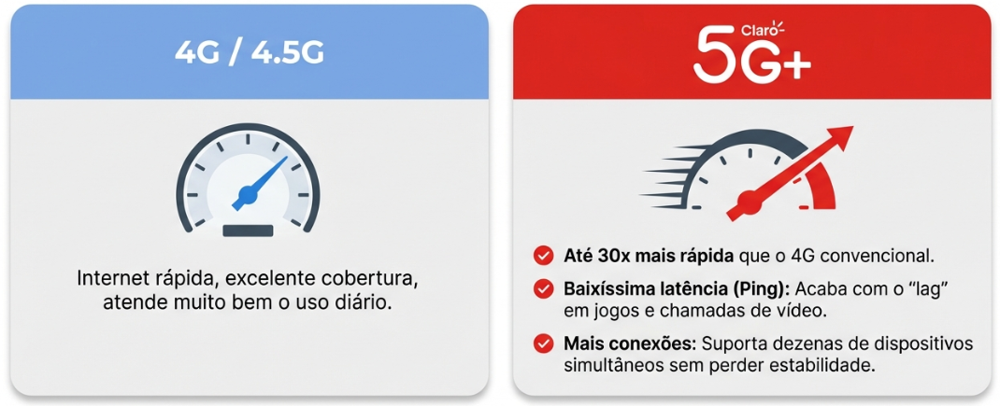 4G / 4.5G
Internet rápida, excelente cobertura,
atende muito bem o uso diário.
Claro
5G+
Até 30x mais rápida que o 4G convencional.
Baixíssima latência (Ping): Acaba com o “lag”
em jogos e chamadas de vídeo.
Mais conexões: Suporta dezenas de dispositivos
simultâneos sem perder estabilidade.